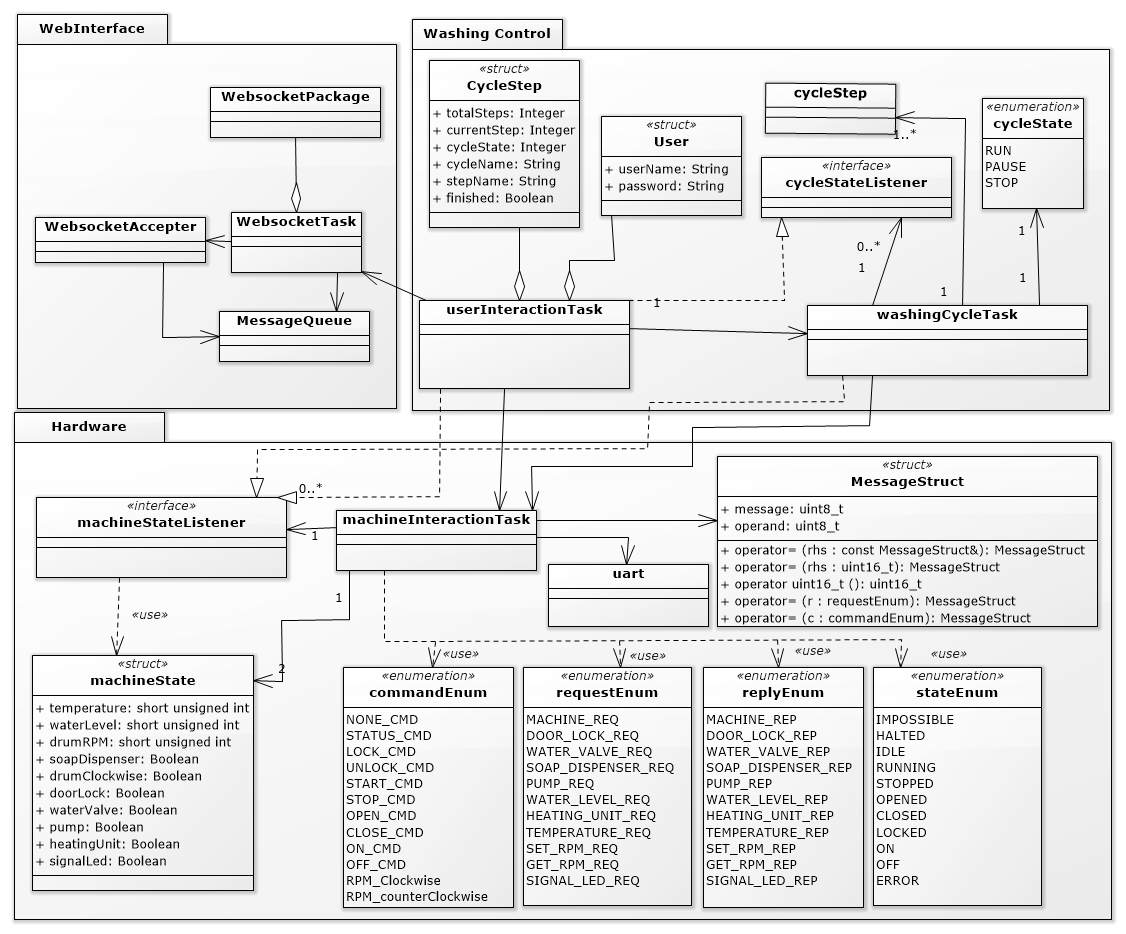 WebInterface
WebsocketPackage
WebsocketAccepter
WebsocketTask
MessageQueue
Washing Control
«struct»
CycleStep
+ totalSteps: Integer
+ currentStep: Integer
+ cycleState: Integer
+ cycleName: String
+ stepName: String
+ finished: Boolean
«struct»
User
+ userName: String
+ password: String
cycleStep
1..*
«enumeration»
cycleState
RUN
PAUSE
STOP
«interface»
cycleStateListener
0..*
1
1
1
1
userInteractionTask
1
washingCycleTask
Hardware
«interface»
machineStateListener
0..*
1
machineInteractionTask
1
«use»
2
uart
«struct»
MessageStruct
+ message: uint8_t
+ operand: uint8_t
+ operator= (rhs : const MessageStruct&): MessageStruct
+ operator= (rhs : uint16_t): MessageStruct
+ operator uint16_t (): uint16_t
+ operator= (r : requestEnum): MessageStruct
+ operator= (c : commandEnum): MessageStruct
«use»
«use»
«use»
«use»
«struct»
machineState
+ temperature: short unsigned int
+ waterLevel: short unsigned int
+ drumRPM: short unsigned int
+ soapDispenser: Boolean
+ drumClockwise: Boolean
+ doorLock: Boolean
+ waterValve: Boolean
+ pump: Boolean
+ heatingUnit: Boolean
+ signalLed: Boolean
«enumeration»
commandEnum
NONE_CMD
STATUS_CMD
LOCK_CMD
UNLOCK_CMD
START_CMD
STOP_CMD
OPEN_CMD
CLOSE_CMD
ON_CMD
OFF_CMD
RPM_Clockwise
RPM_counterClockwise
«enumeration»
requestEnum
MACHINE_REQ
DOOR_LOCK_REQ
WATER_VALVE_REQ
SOAP_DISPENSER_REQ
PUMP_REQ
WATER_LEVEL_REQ
HEATING_UNIT_REQ
TEMPERATURE_REQ
SET_RPM_REQ
GET_RPM_REQ
SIGNAL_LED_REQ
«enumeration»
replyEnum
MACHINE_REP
DOOR_LOCK_REP
WATER_VALVE_REP
SOAP_DISPENSER_REP
PUMP_REP
WATER_LEVEL_REP
HEATING_UNIT_REP
TEMPERATURE_REP
SET_RPM_REP
GET_RPM_REP
SIGNAL_LED_REP
«enumeration»
stateEnum
IMPOSSIBLE
HALTED
IDLE
RUNNING
STOPPED
OPENED
CLOSED
LOCKED
ON
OFF
ERROR